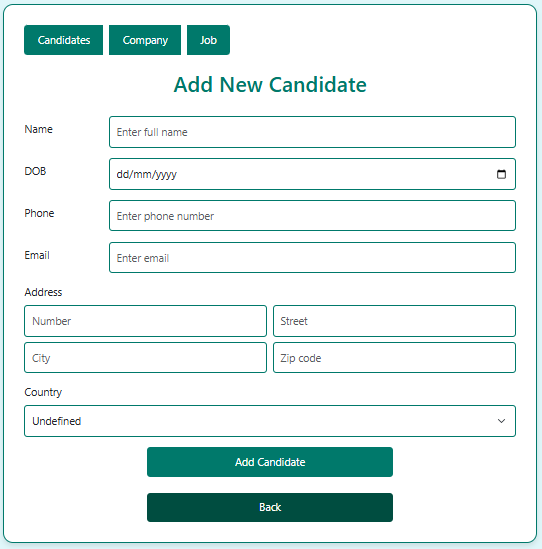 Candidates Company Job
Add New Candidate
Name Enter full name
DOB dd/mm/yyyy
Phone Enter phone number
Email Enter email
Address
Number Street
City Zip code
Country
Undefined
Add Candidate
Back